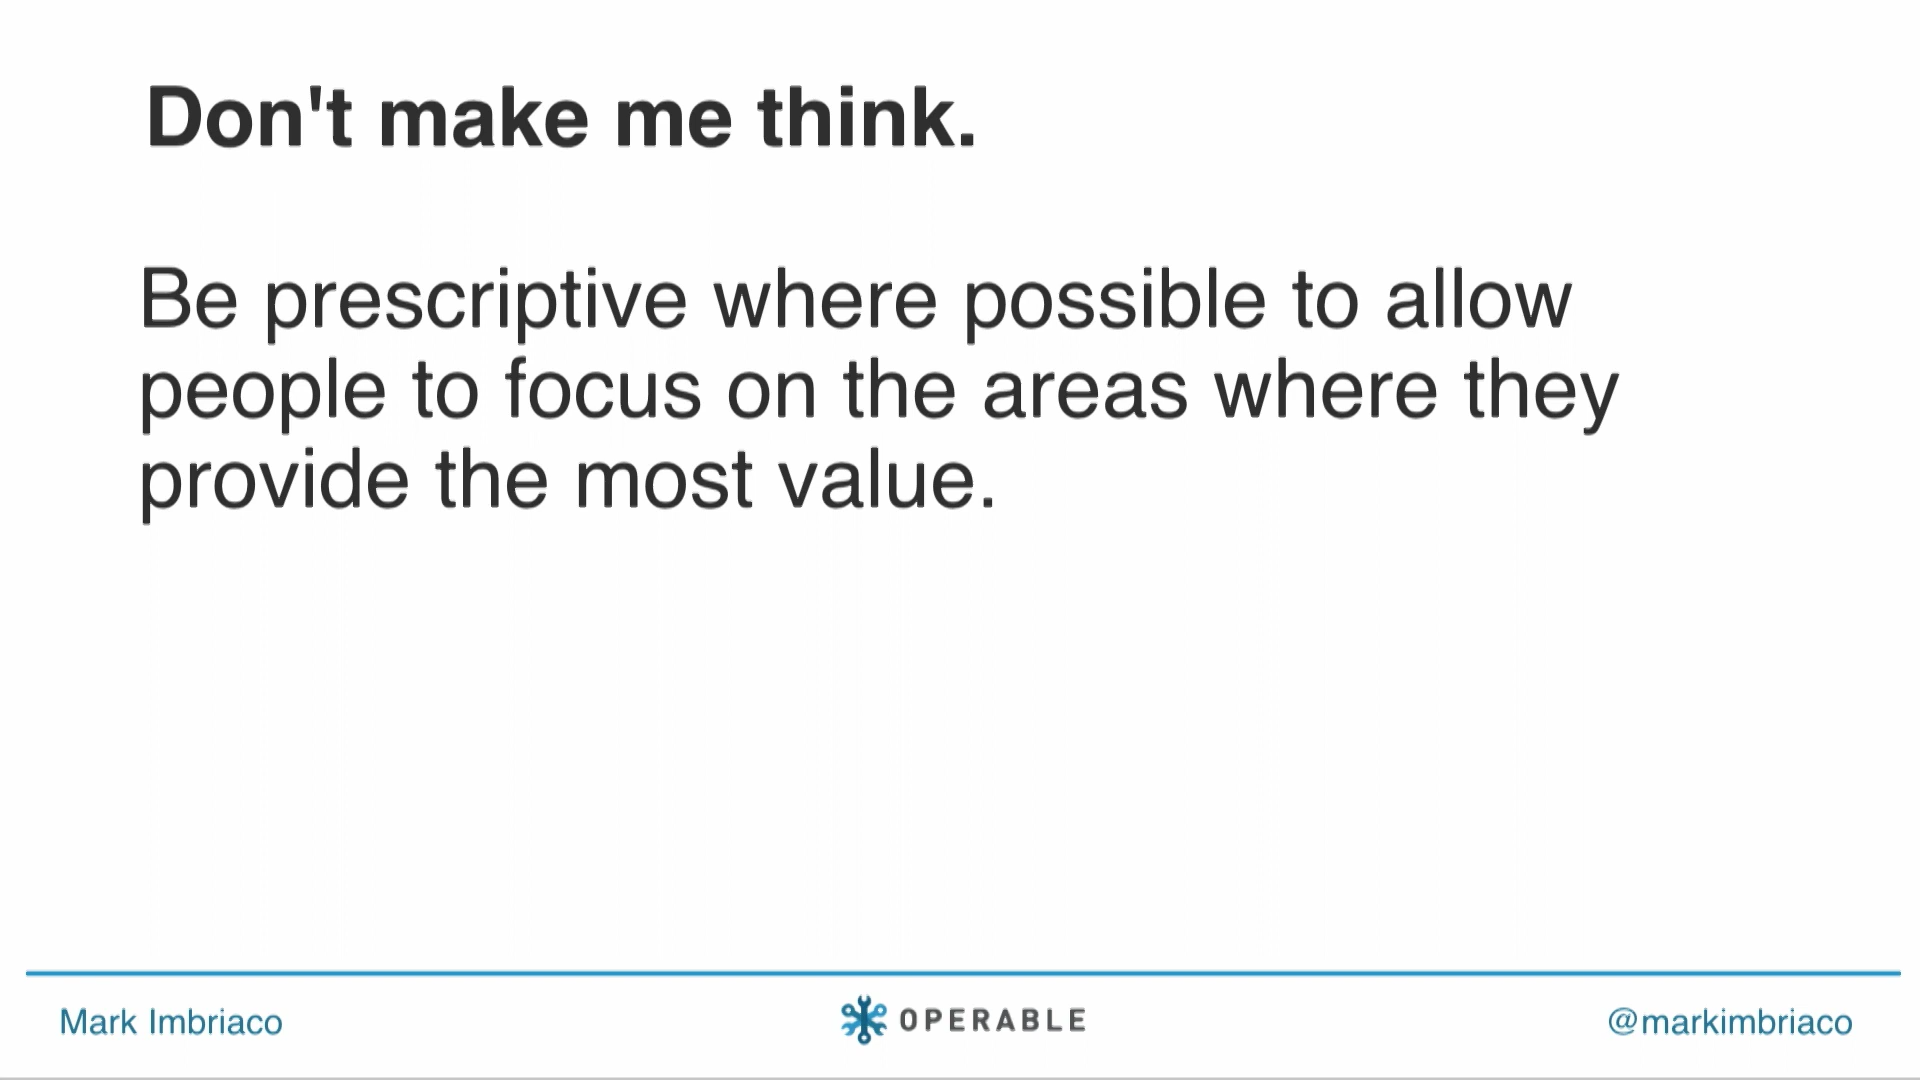 Don't make me think.
Be prescriptive where possible to allow
people to focus on the areas where they
provide the most value.
Mark Imbriaco
OPERABLE
@markimbriaco